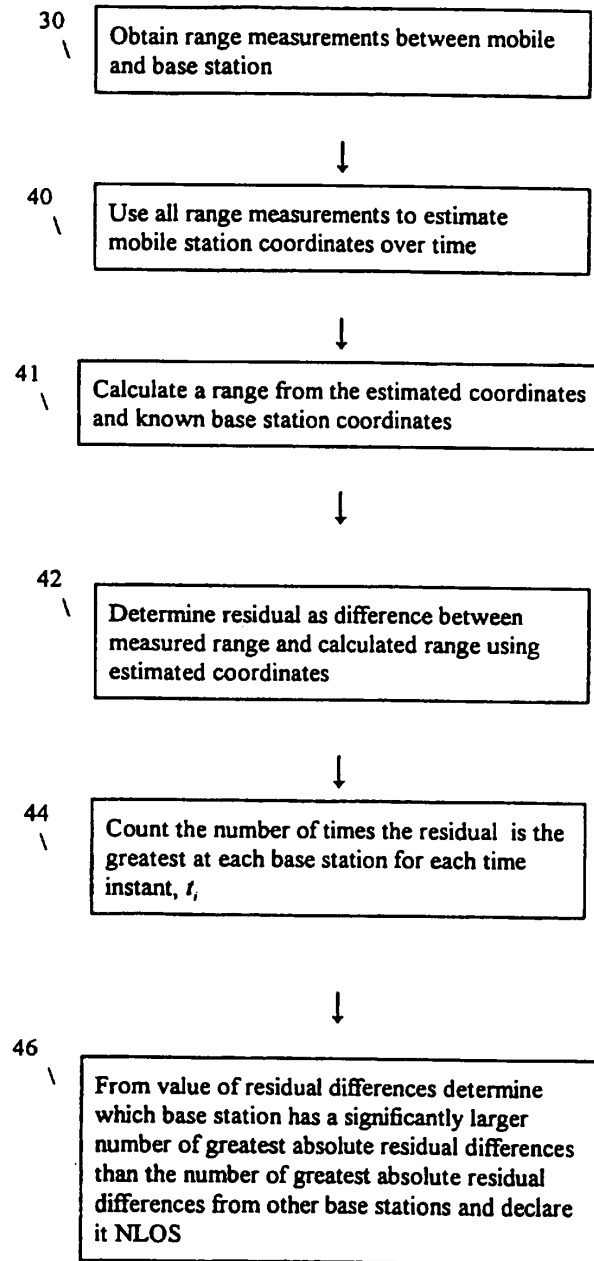 30
Obtain range measurements between mobile
and base station
40
Use all range measurements to estimate
mobile station coordinates over time
41
Calculate a range from the estimated coordinates
and known base station coordinates
42
Determine residual as difference between
measured range and calculated range using
estimated coordinates
44
Count the number of times the residual is the
greatest at each base station for each time
instant, tᵢ
46
From value of residual differences determine
which base station has a significantly larger
number of greatest absolute residual differences
than the number of greatest absolute residual
differences from other base stations and declare
it NLOS